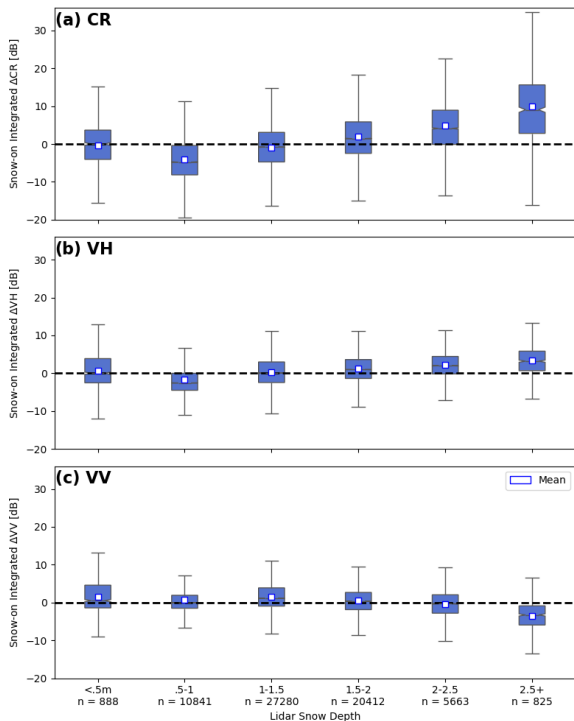 (a) CR
Snow-on Integrated ΔCR [dB]
30
20
10
0
−10
−20
(b) VH
Snow-on Integrated ΔVH [dB]
30
20
10
0
−10
−20
(c) VV
Mean
Snow-on Integrated ΔVV [dB]
30
20
10
0
−10
−20
<.5m .5-1 1-1.5 1.5-2 2-2.5 2.5+
n = 888 n = 10841 n = 27280 n = 20412 n = 5663 n = 825
Lidar Snow Depth